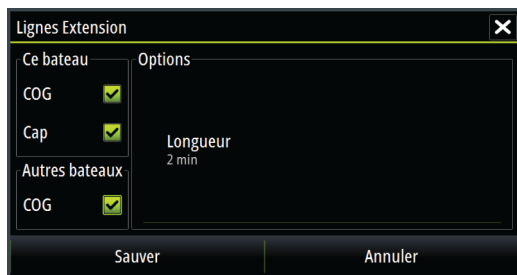 Lignes Extension
Ce bateau
COG
Cap
Autres bateaux
COG
Options
Longueur
2 min
Sauver
Annuler